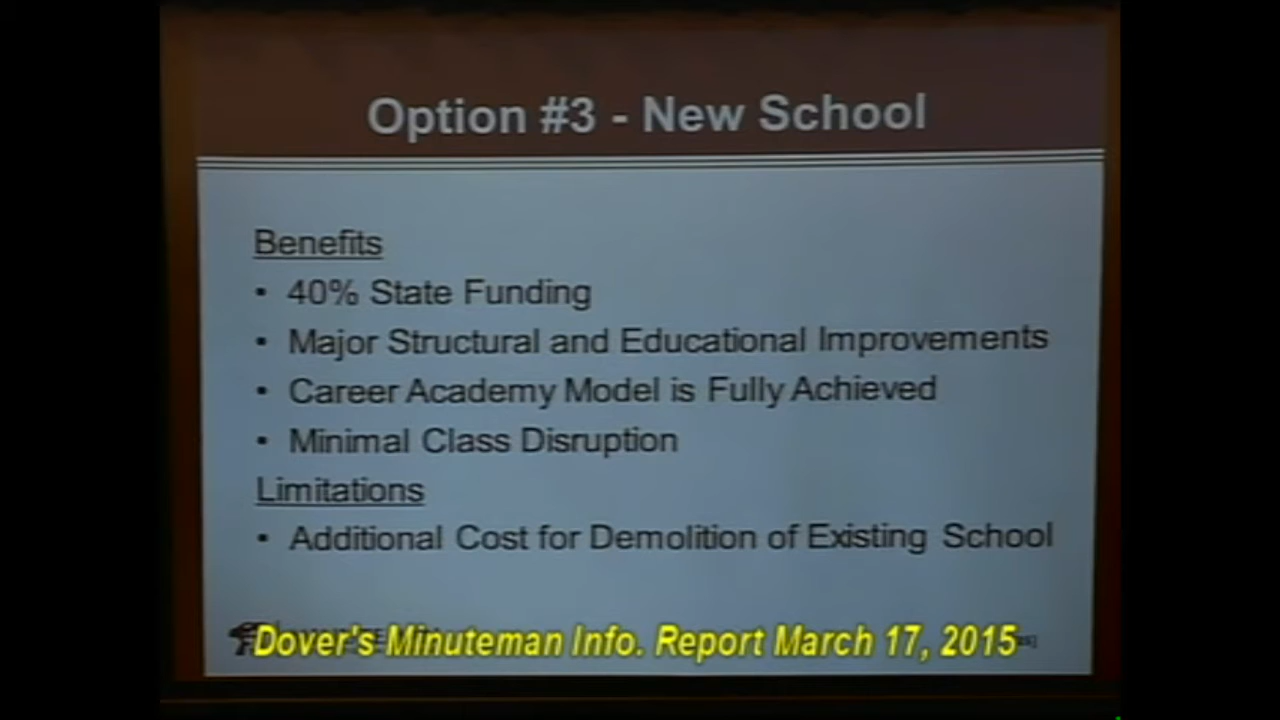 Option #3 - New School
Benefits
• 40% State Funding
• Major Structural and Educational Improvements
• Career Academy Model is Fully Achieved
• Minimal Class Disruption
Limitations
• Additional Cost for Demolition of Existing School
Dover's Minuteman Info. Report March 17, 2015